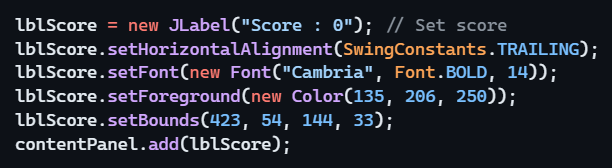 lblScore = new JLabel("Score : 0"); // Set score
lblScore.setHorizontalAlignment(SwingConstants.TRAILING);
lblScore.setFont(new Font("Cambria", Font.BOLD, 14));
lblScore.setForeground(new Color(135, 206, 250));
lblScore.setBounds(423, 54, 144, 33);
contentPanel.add(lblScore);